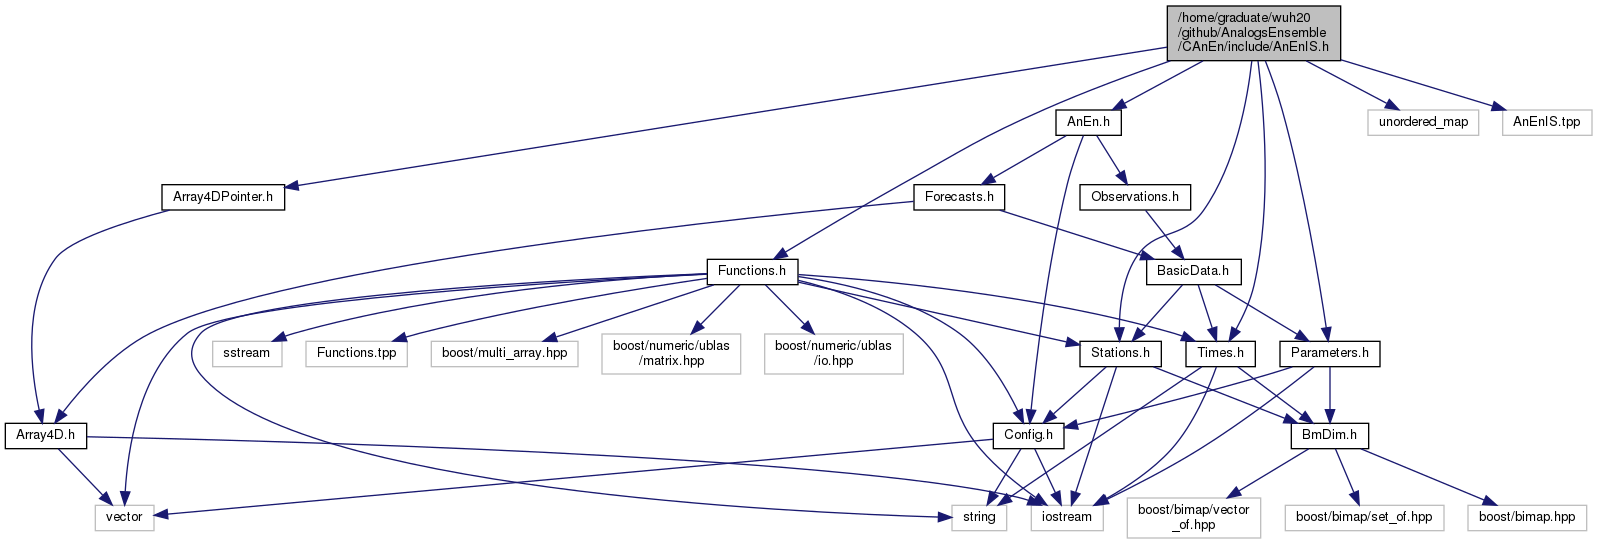 /home/graduate/wuh20
/github/AnalogsEnsemble
/CAnEn/include/AnEnIS.h
AnEn.h
unordered_map
AnEnIS.tpp
Array4DPointer.h
Forecasts.h
Observations.h
Functions.h
BasicData.h
sstream
Functions.tpp
boost/multi_array.hpp
boost/numeric/ublas
/matrix.hpp
boost/numeric/ublas
/io.hpp
Stations.h
Times.h
Parameters.h
Array4D.h
Config.h
BmDim.h
vector
string
iostream
boost/bimap/vector
_of.hpp
boost/bimap/set_of.hpp
boost/bimap.hpp